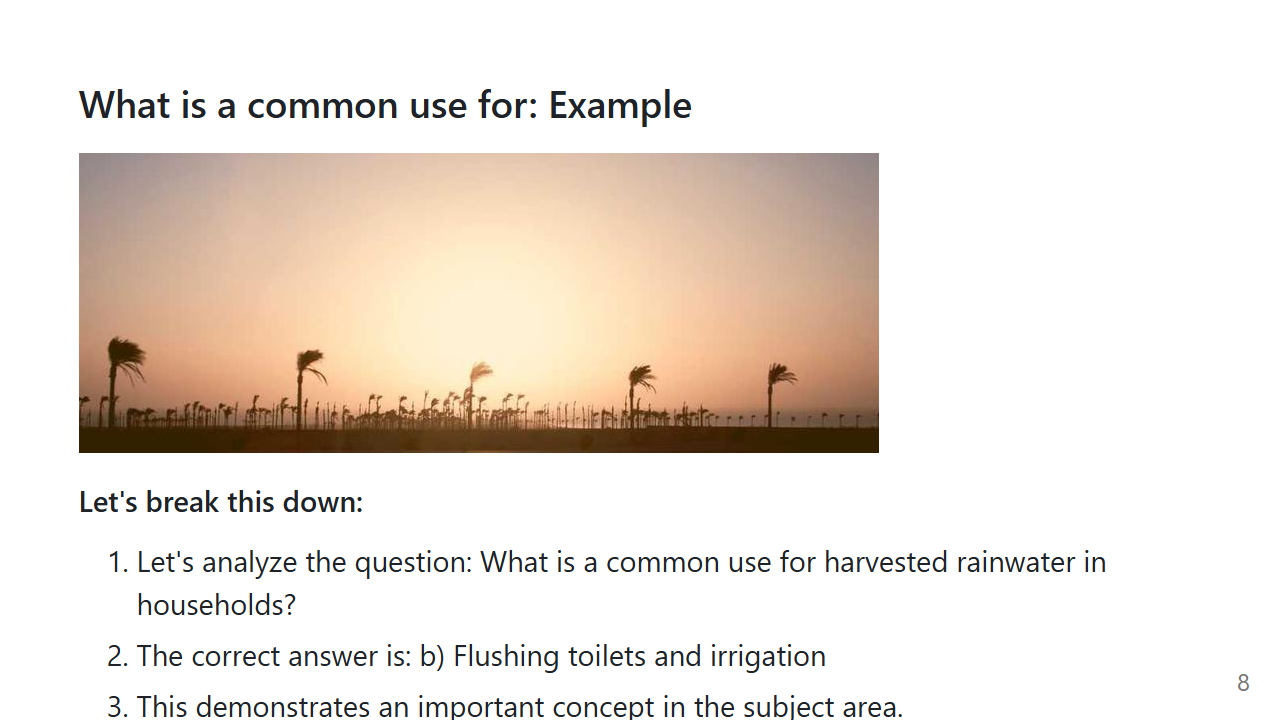 What is a common use for: Example
Let's break this down:
1. Let's analyze the question: What is a common use for harvested rainwater in
households?
2. The correct answer is: b) Flushing toilets and irrigation
3. This demonstrates an important concept in the subject area.
8